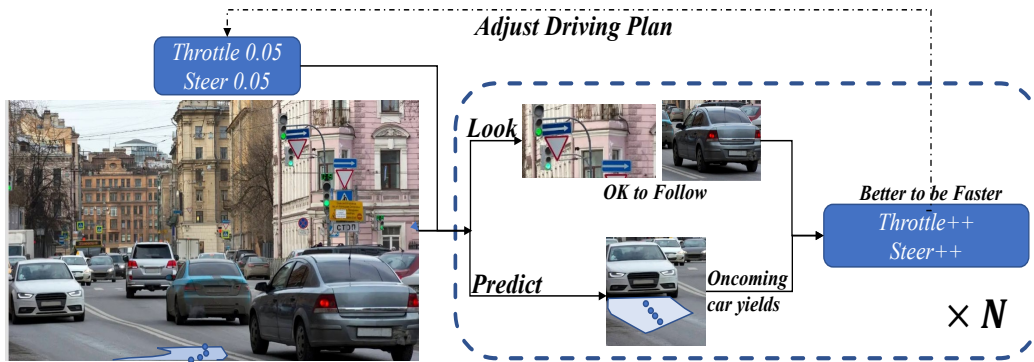 Adjust Driving Plan
Throttle 0.05
Steer 0.05
Look
OK to Follow
Better to be Faster
Throttle++
Steer++
Predict
Oncoming
car yields
× N
СТОП